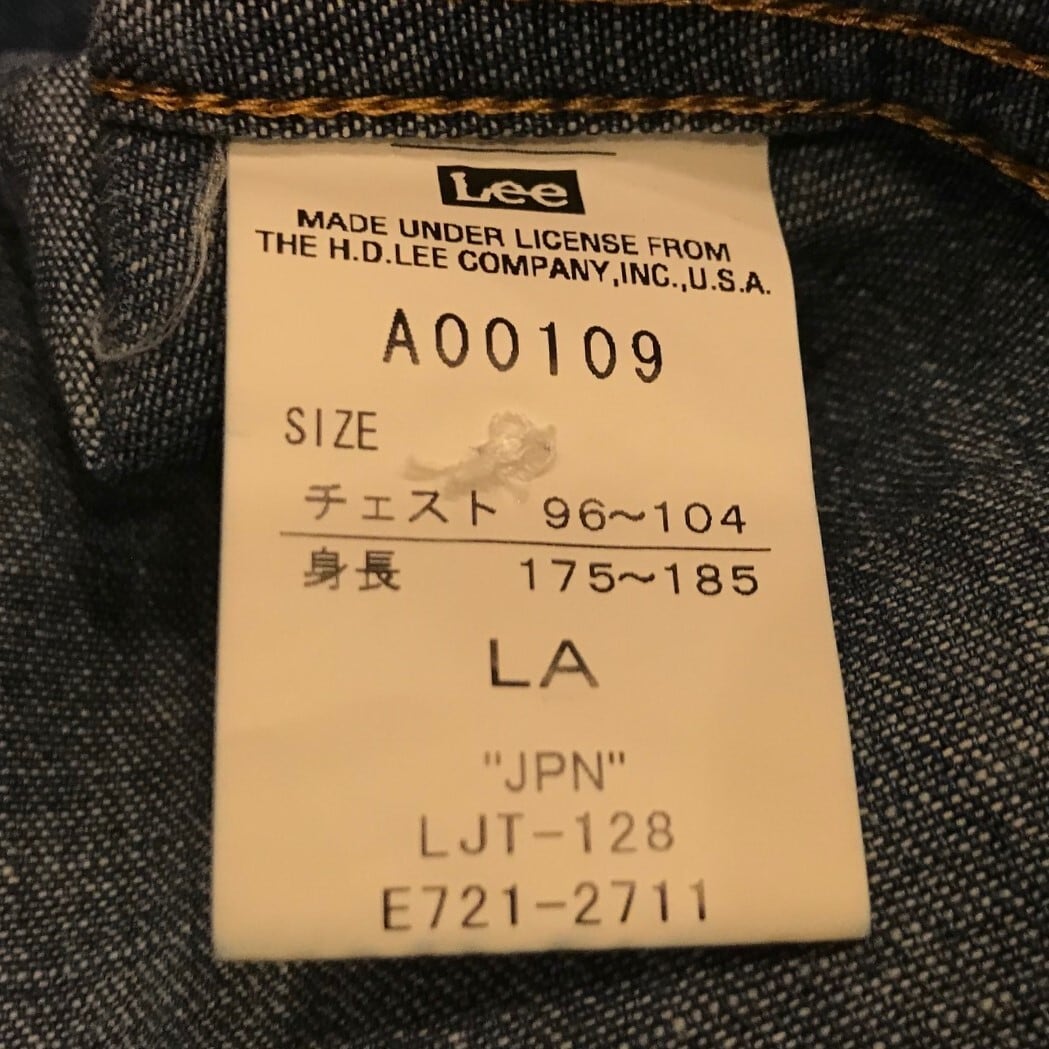 Lee
MADE UNDER LICENSE FROM
THE H.D.LEE COMPANY,INC.,U.S.A.
A00109
SIZE
チェスト 96〜104
身長 175〜185
LA
"JPN"
LJT-128
E721-2711